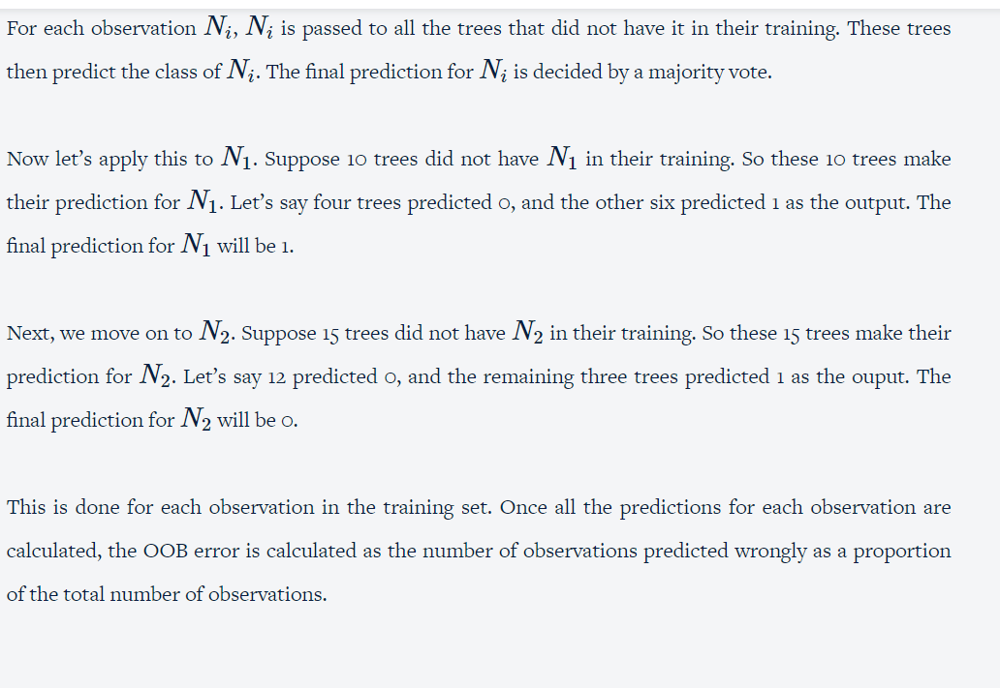 For each observation N_i, N_i is passed to all the trees that did not have it in their training. These trees
then predict the class of N_i. The final prediction for N_i is decided by a majority vote.
Now let's apply this to N_1. Suppose 10 trees did not have N_1 in their training. So these 10 trees make
their prediction for N_1. Let's say four trees predicted 0, and the other six predicted 1 as the output. The
final prediction for N_1 will be 1.
Next, we move on to N_2. Suppose 15 trees did not have N_2 in their training. So these 15 trees make their
prediction for N_2. Let's say 12 predicted 0, and the remaining three trees predicted 1 as the ouput. The
final prediction for N_2 will be 0.
This is done for each observation in the training set. Once all the predictions for each observation are
calculated, the OOB error is calculated as the number of observations predicted wrongly as a proportion
of the total number of observations.